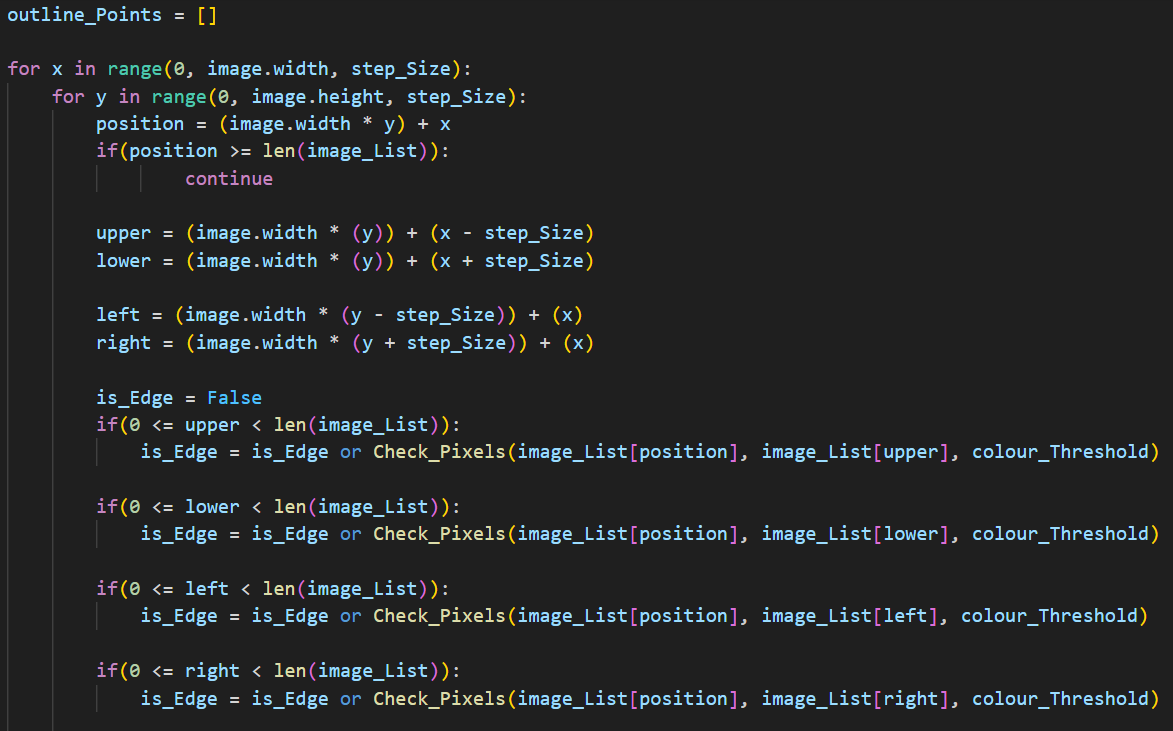 outline_Points = []

for x in range(0, image.width, step_Size):
    for y in range(0, image.height, step_Size):
        position = (image.width * y) + x
        if(position >= len(image_List)):
                continue

        upper = (image.width * (y)) + (x - step_Size)
        lower = (image.width * (y)) + (x + step_Size)

        left = (image.width * (y - step_Size)) + (x)
        right = (image.width * (y + step_Size)) + (x)

        is_Edge = False
        if(0 <= upper < len(image_List)):
            is_Edge = is_Edge or Check_Pixels(image_List[position], image_List[upper], colour_Threshold)

        if(0 <= lower < len(image_List)):
            is_Edge = is_Edge or Check_Pixels(image_List[position], image_List[lower], colour_Threshold)

        if(0 <= left < len(image_List)):
            is_Edge = is_Edge or Check_Pixels(image_List[position], image_List[left], colour_Threshold)

        if(0 <= right < len(image_List)):
            is_Edge = is_Edge or Check_Pixels(image_List[position], image_List[right], colour_Threshold)